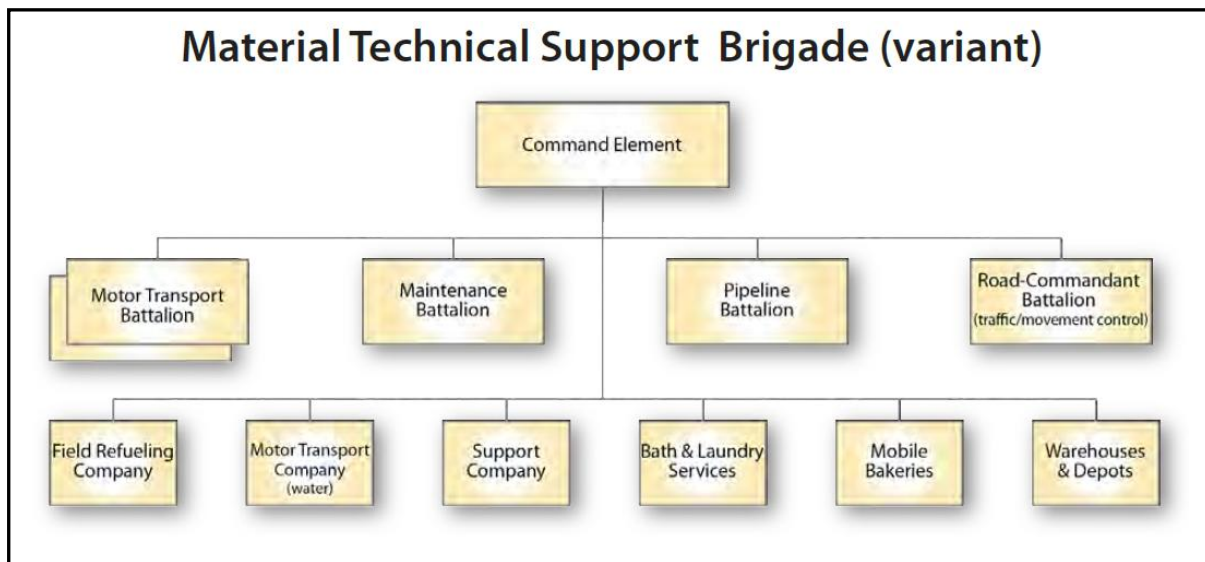 Material Technical Support Brigade (variant)
Command Element
Motor Transport
Battalion
Maintenance
Battalion
Pipeline
Battalion
Road-Commandant
Battalion
(traffic/movement control)
Field Refueling
Company
Motor Transport
Company
(water)
Support
Company
Bath & Laundry
Services
Mobile
Bakeries
Warehouses
& Depots